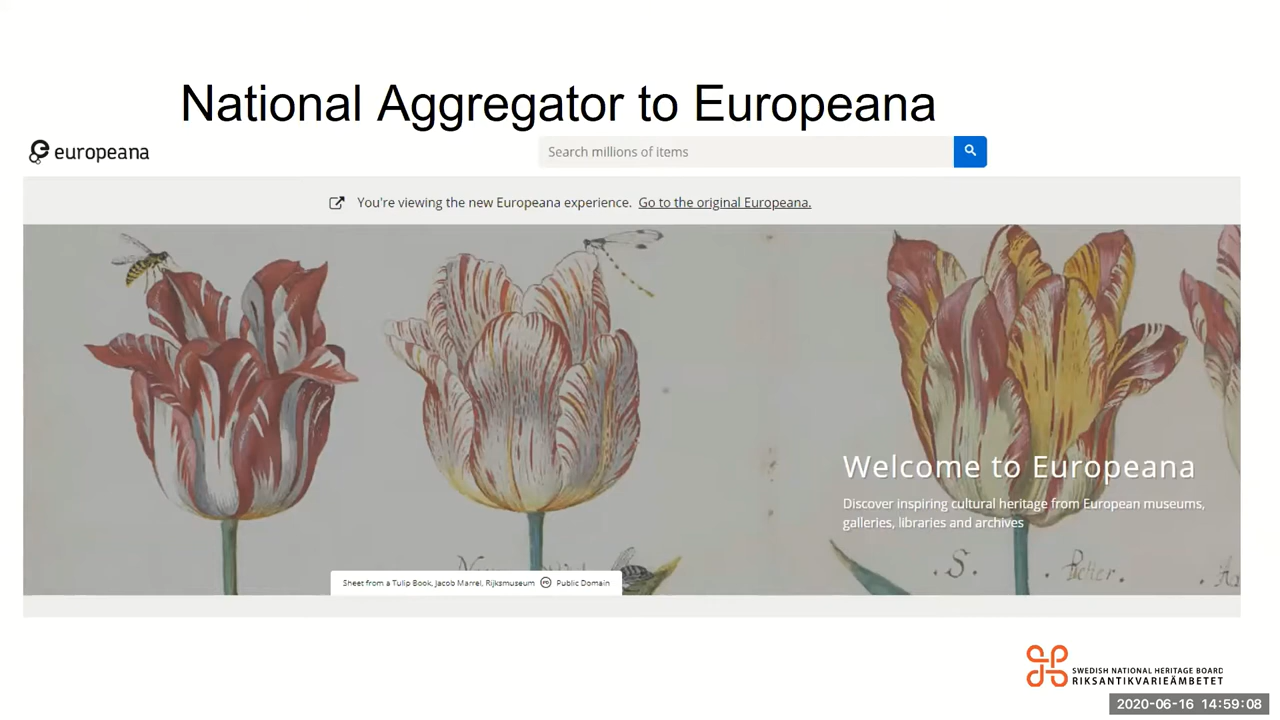 National Aggregator to Europeana
europeana
Search millions of items
You're viewing the new Europeana experience. Go to the original Europeana.
Welcome to Europeana
Discover inspiring cultural heritage from European museums,
galleries, libraries and archives
. S. Potter.
Sheet from a Tulip Book, Jacob Marrel, Rijksmuseum Public Domain
SWEDISH NATIONAL HERITAGE BOARD
RIKSANTIKVARIEÄMBETET
2020-06-16 14:59:08